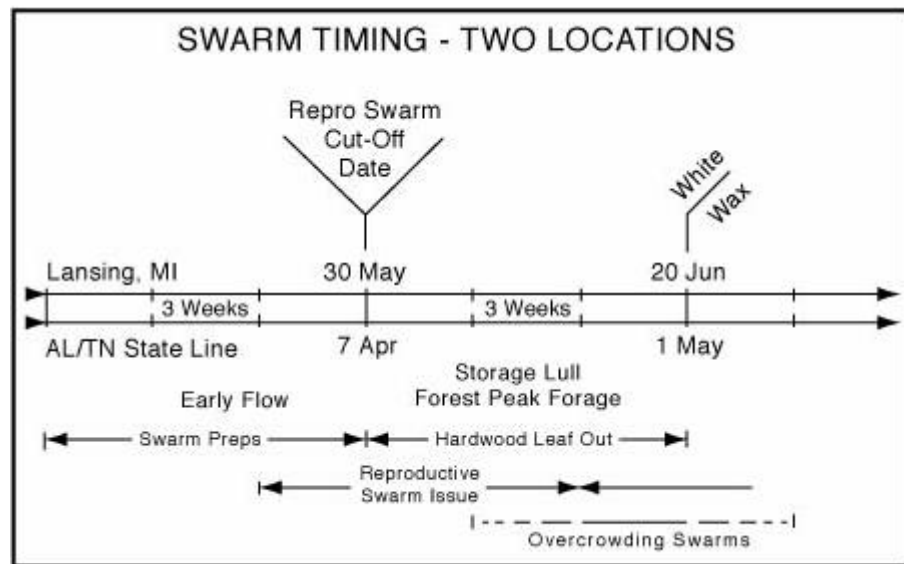 SWARM TIMING - TWO LOCATIONS
Repro Swarm
Cut-Off
Date
White
Wax
Lansing, MI
30 May
20 Jun
3 Weeks
3 Weeks
AL/TN State Line
7 Apr
1 May
Early Flow
Storage Lull
Forest Peak Forage
Swarm Preps
Hardwood Leaf Out
Reproductive
Swarm Issue
Overcrowding Swarms